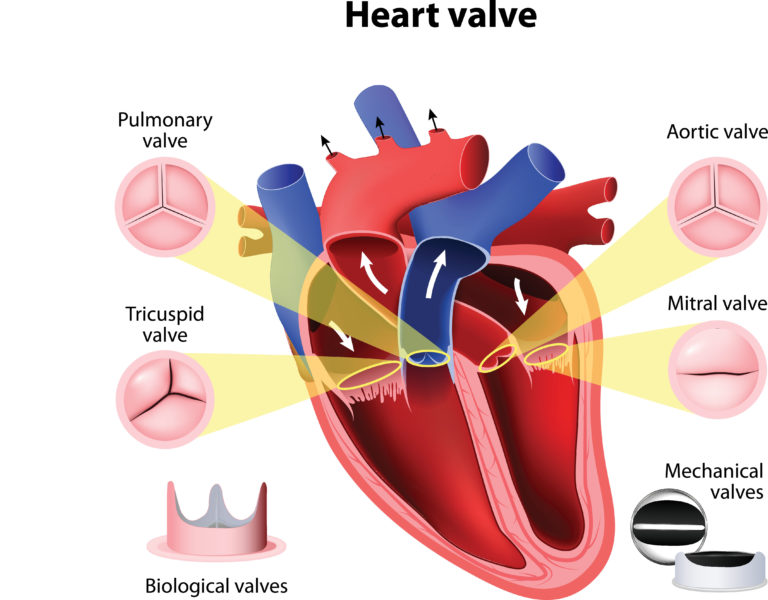 Heart valve
Pulmonary
valve
Aortic valve
Tricuspid
valve
Mitral valve
Mechanical
valves
Biological valves